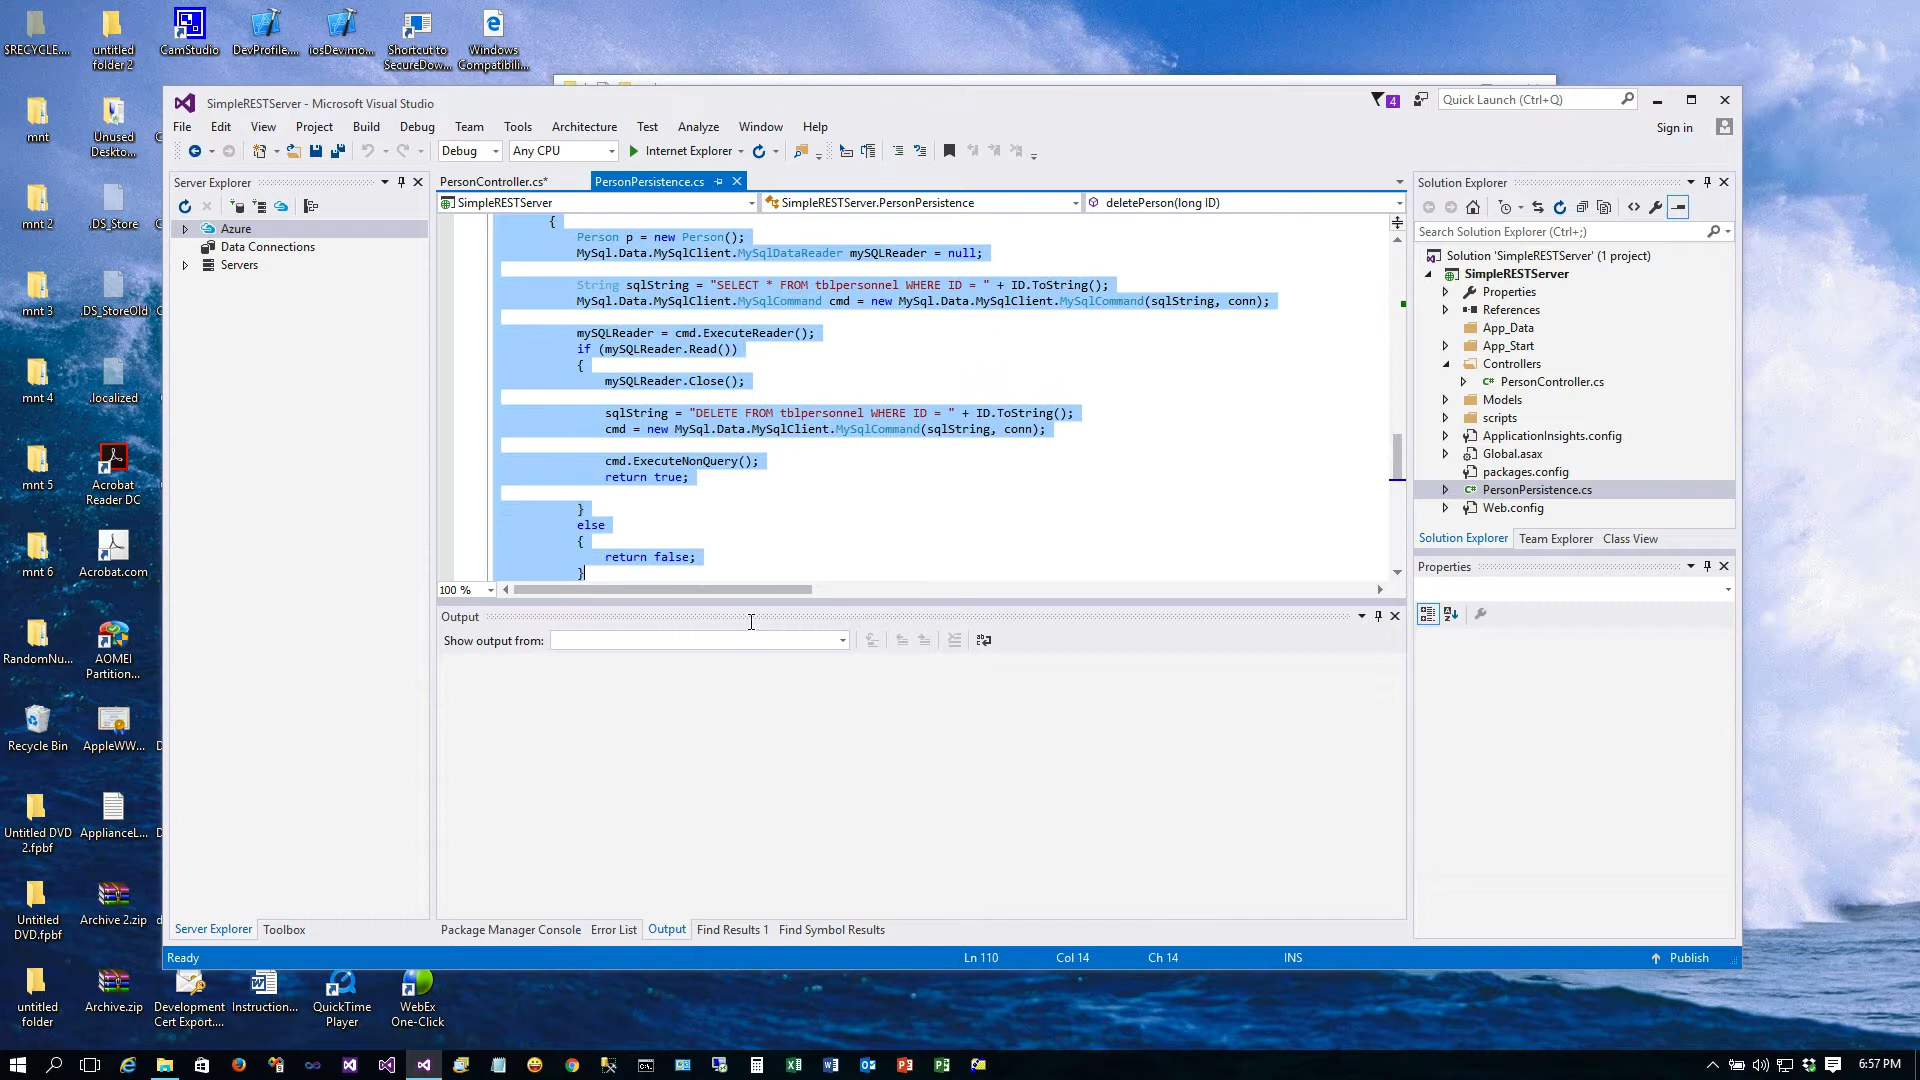 $RECYCLE....
untitled folder 2
CamStudio
DevProfile....
iosDev.mo...
Shortcut to SecureDow...
Windows Compatibili...
mnt
Unused Deskto...
mnt 2
.DS_Store
mnt 3
.DS_StoreOld
mnt 4
.localized
mnt 5
Acrobat Reader DC
mnt 6
Acrobat.com
RandomNu...
AOMEI Partition...
Recycle Bin
AppleWW...
Untitled DVD 2.fpbf
ApplianceL...
Untitled DVD.fpbf
Archive 2.zip
untitled folder
Archive.zip
Development Cert Export....
Instruction...
QuickTime Player
WebEx One-Click
SimpleRESTServer - Microsoft Visual Studio
4
Quick Launch (Ctrl+Q)
File Edit View Project Build Debug Team Tools Architecture Test Analyze Window Help
Sign in
Debug
Any CPU
Internet Explorer
Server Explorer
Azure
Data Connections
Servers
PersonController.cs*
PersonPersistence.cs
SimpleRESTServer
SimpleRESTServer.PersonPersistence
deletePerson(long ID)
{
Person p = new Person();
MySql.Data.MySqlClient.MySqlDataReader mySQLReader = null;
String sqlString = "SELECT * FROM tblpersonnel WHERE ID = " + ID.ToString();
MySql.Data.MySqlClient.MySqlCommand cmd = new MySql.Data.MySqlClient.MySqlCommand(sqlString, conn);
mySQLReader = cmd.ExecuteReader();
if (mySQLReader.Read())
{
mySQLReader.Close();
sqlString = "DELETE FROM tblpersonnel WHERE ID = " + ID.ToString();
cmd = new MySql.Data.MySqlClient.MySqlCommand(sqlString, conn);
cmd.ExecuteNonQuery();
return true;
}
else
{
return false;
}
100 %
Output
Show output from:
Package Manager Console
Error List
Output
Find Results 1
Find Symbol Results
Server Explorer
Toolbox
Solution Explorer
Search Solution Explorer (Ctrl+;)
Solution 'SimpleRESTServer' (1 project)
SimpleRESTServer
Properties
References
App_Data
App_Start
Controllers
C# PersonController.cs
Models
scripts
ApplicationInsights.config
Global.asax
packages.config
C# PersonPersistence.cs
Web.config
Solution Explorer
Team Explorer
Class View
Properties
Ready
Ln 110
Col 14
Ch 14
INS
Publish
6:57 PM